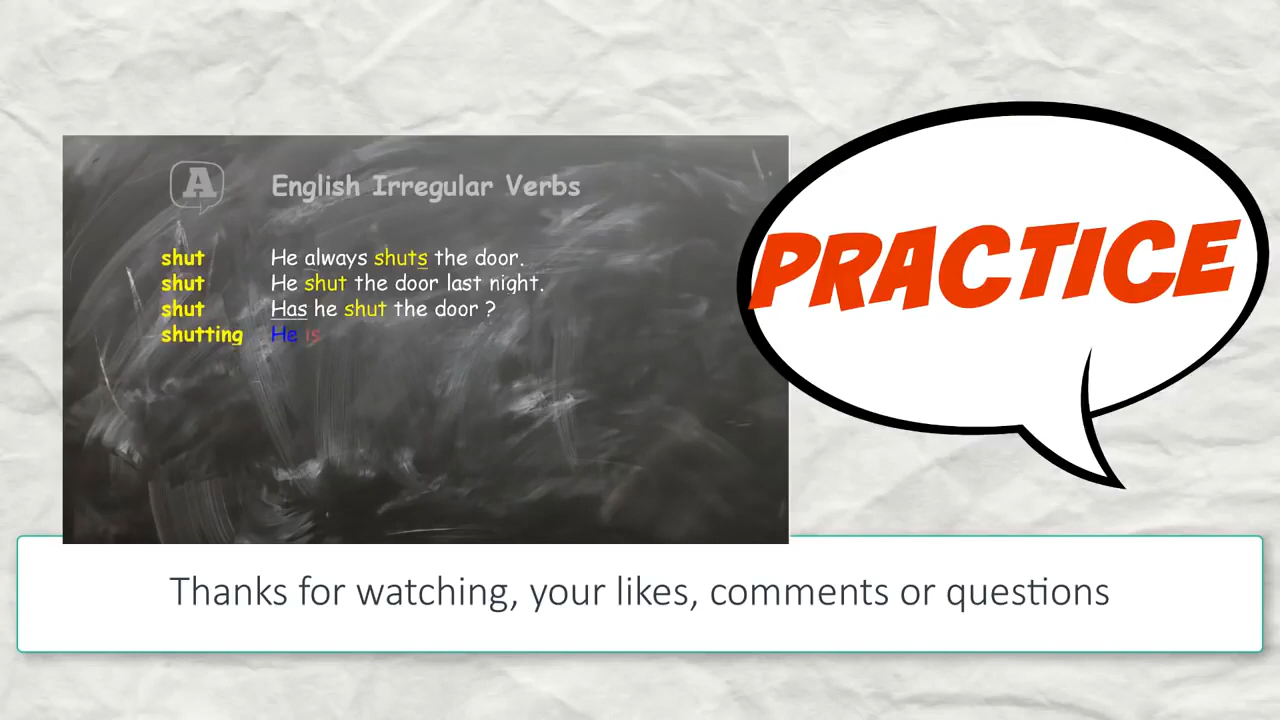 A English Irregular Verbs
shut He always shuts the door.
shut He shut the door last night.
shut Has he shut the door ?
shutting He is
PRACTICE
Thanks for watching, your likes, comments or questions